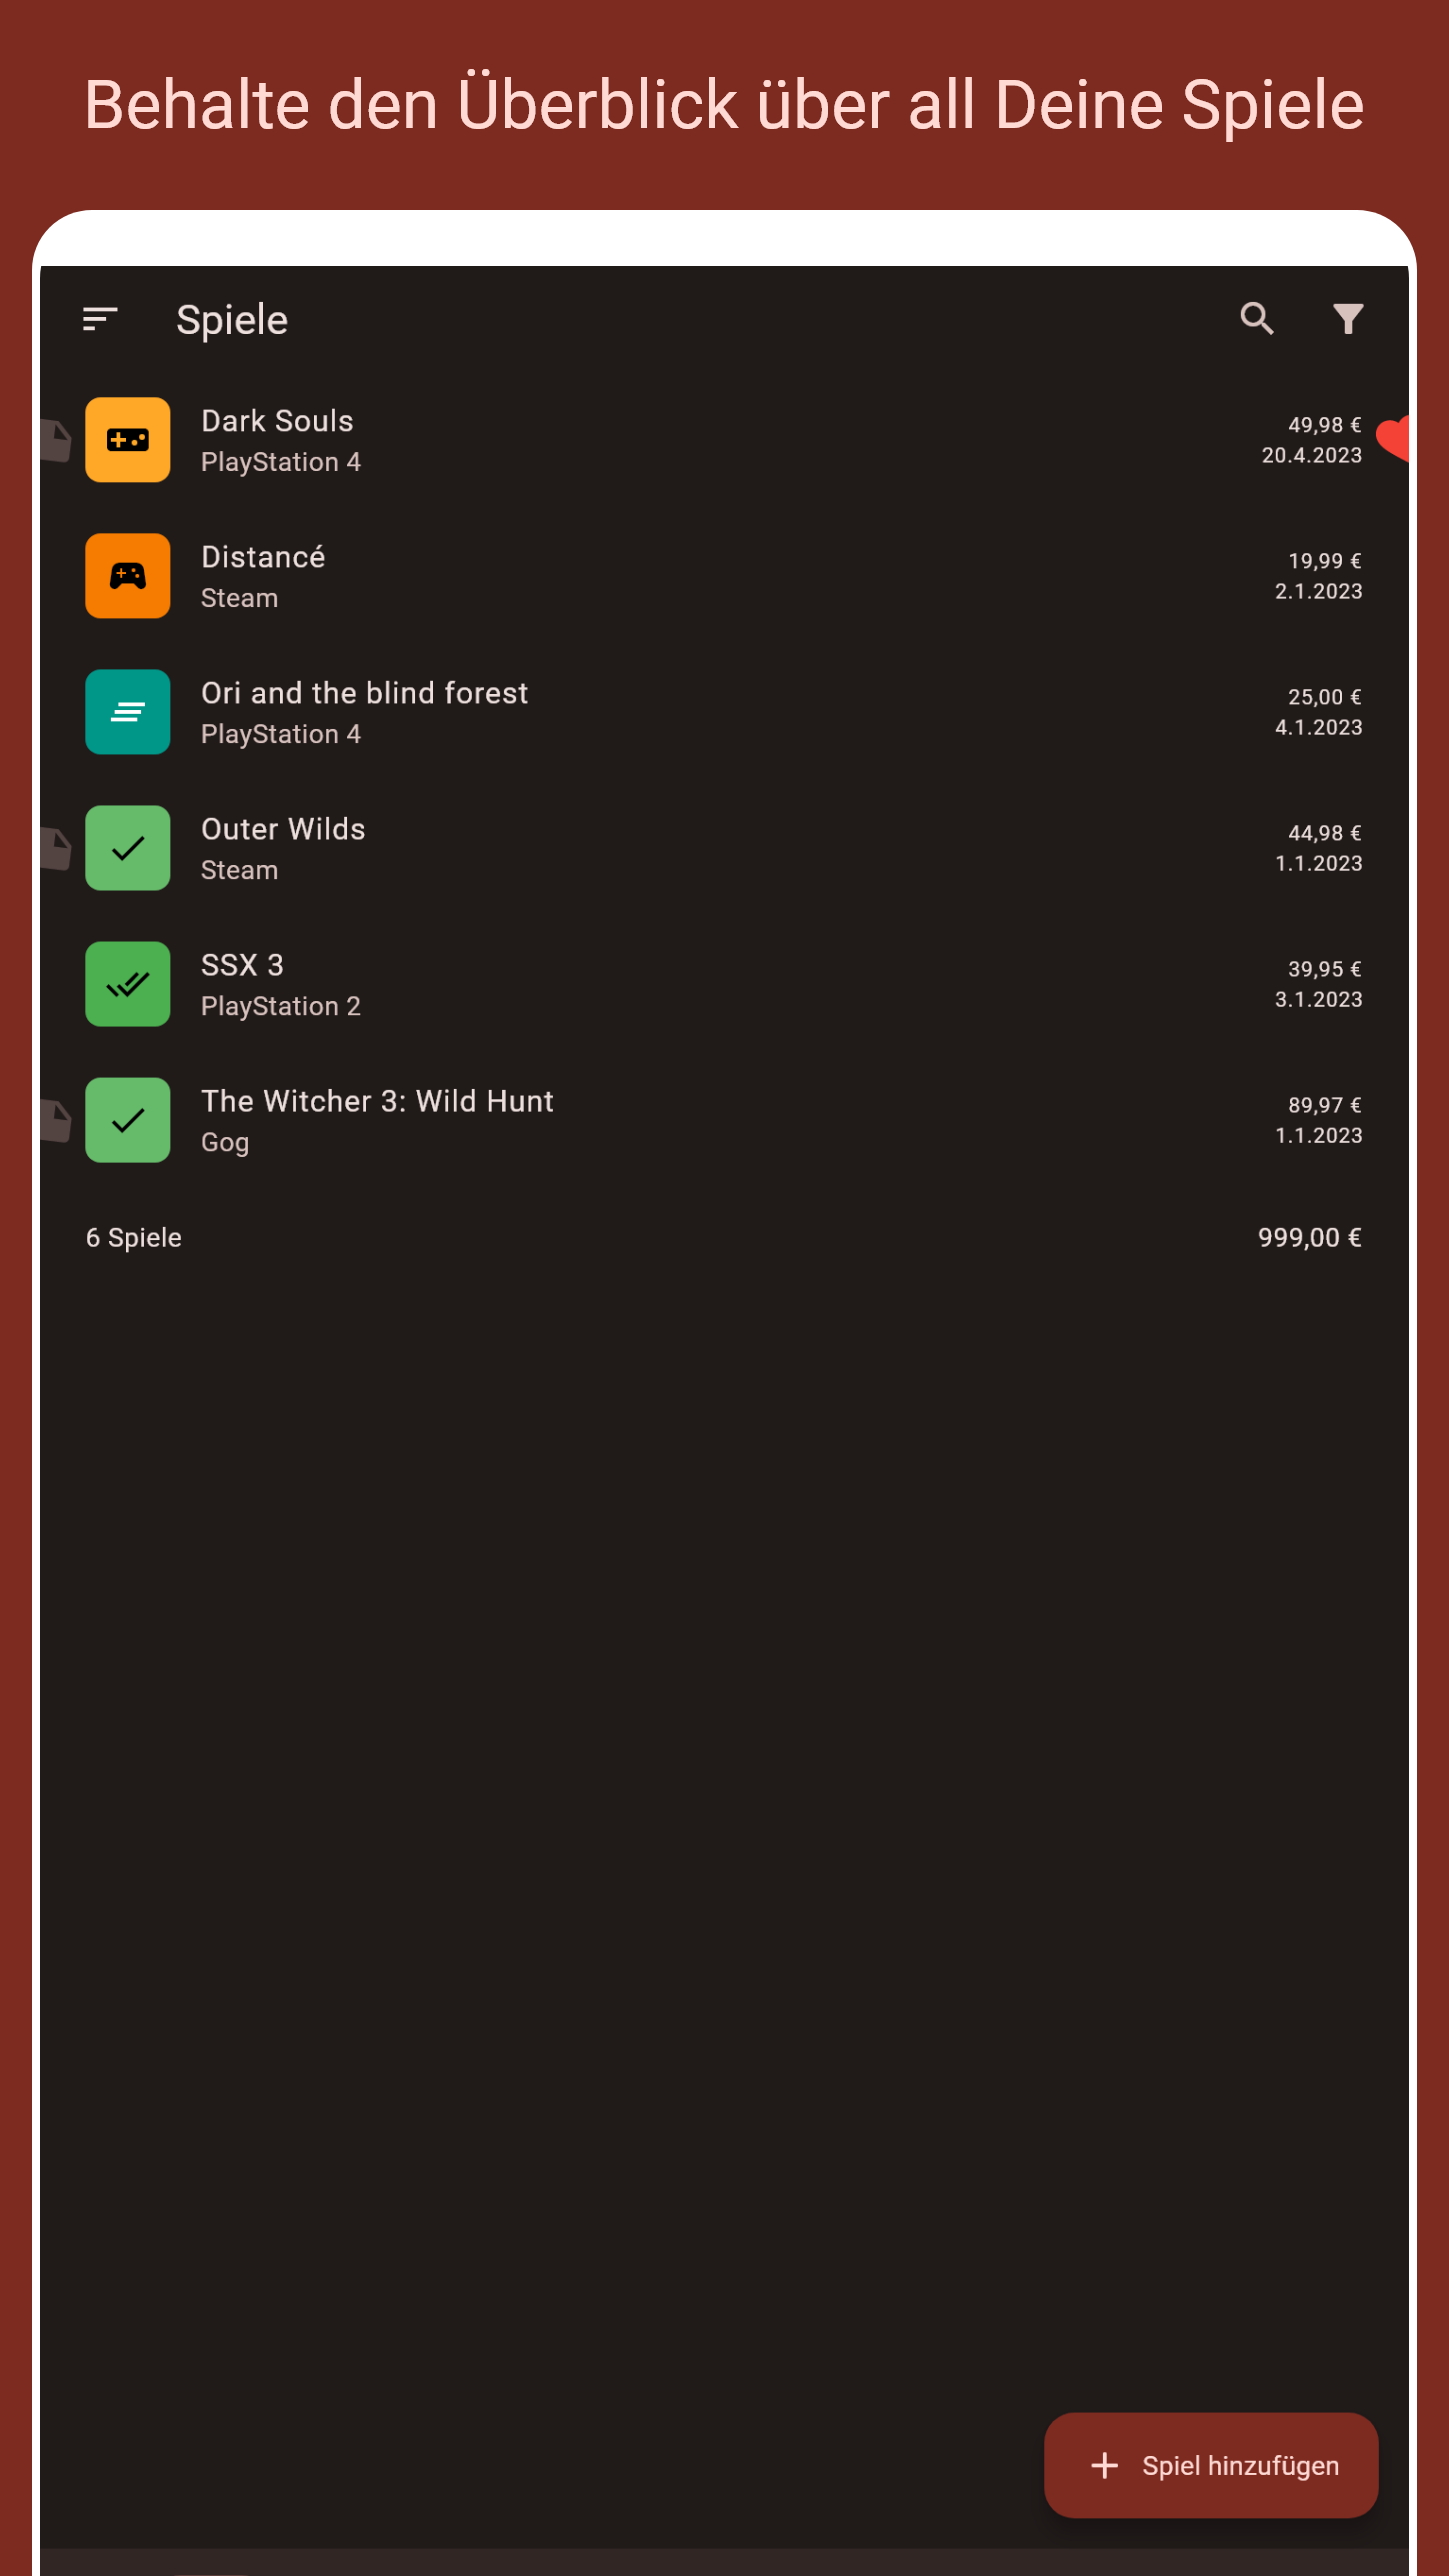 Behalte den Überblick über all Deine Spiele
Spiele
Dark Souls
PlayStation 4
49,98 €
20.4.2023
Distancé
Steam
19,99 €
2.1.2023
Ori and the blind forest
PlayStation 4
25,00 €
4.1.2023
Outer Wilds
Steam
44,98 €
1.1.2023
SSX 3
PlayStation 2
39,95 €
3.1.2023
The Witcher 3: Wild Hunt
Gog
89,97 €
1.1.2023
6 Spiele
999,00 €
Spiel hinzufügen